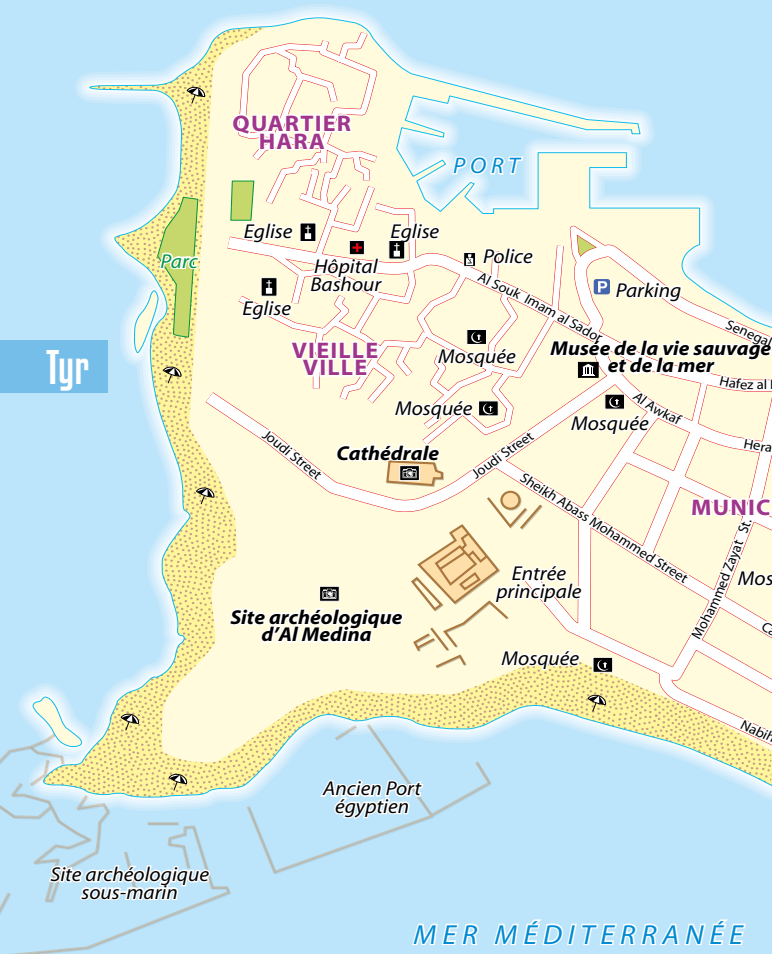 QUARTIER
HARA
PORT
Eglise
Eglise
Hôpital
Bashour
Police
Parc
Eglise
Parking
Al Souk Imam al Sador
Senegal
Tyr
VIEILLE
VILLE
Mosquée
Musée de la vie sauvage
et de la mer
Hafez al
Mosquée
Mosquée
Al Awkaf
Hera
Joudi Street
Cathédrale
Joudi Street
Sheikh Abass Mohammed Street
MUNIC
Mohammed Zayat St.
Entrée
principale
Mos
Site archéologique
d'Al Medina
Ca
Mosquée
Nabih
Ancien Port
égyptien
Site archéologique
sous-marin
MER MÉDITERRANÉE
P